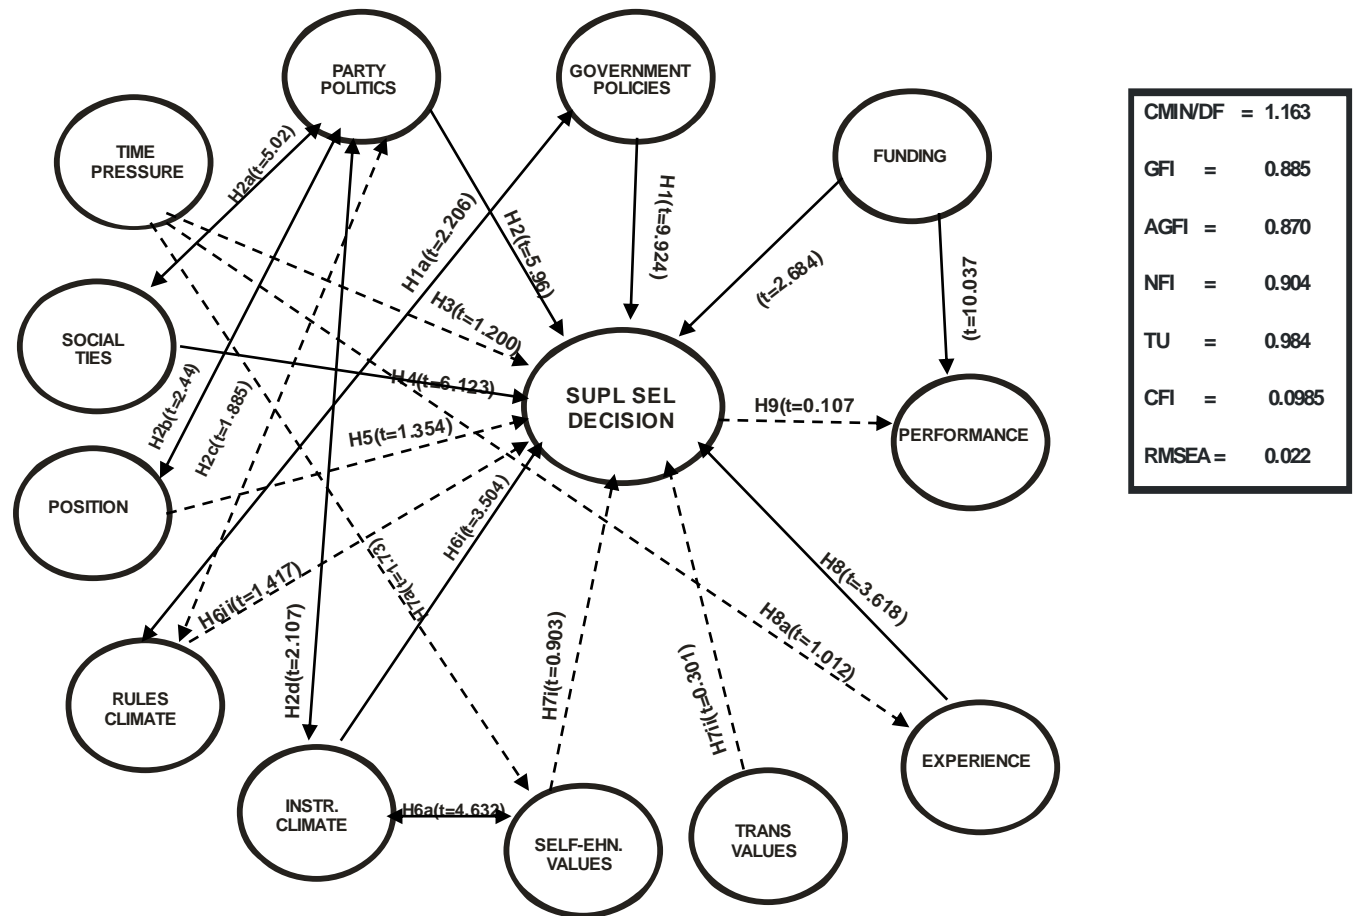 PARTY
POLITICS
GOVERNMENT
POLICIES
TIME
PRESSURE
FUNDING
CMIN/DF = 1.163
GFI = 0.885
AGFI = 0.870
NFI = 0.904
TU = 0.984
CFI = 0.0985
RMSEA = 0.022
H2a(t=5.02)
H1a(t=2.206)
H2(t=5.96)
H1(t=9.924)
(t=2.684)
(t=10.037
H3(t=1.200)
SOCIAL
TIES
H4(t=6.123)
SUPL SEL
DECISION
H9(t=0.107
PERFORMANCE
H2b(t=2.44)
H2c(t=1.885)
H5(t=1.354)
POSITION
H6i(t=3.504)
H6ii(t=1.417)
H7a(t=1.73)
H8(t=3.618)
H8a(t=1.012)
H2d(t=2.107)
H7i(t=0.903)
H7ii(t=0.301)
RULES
CLIMATE
EXPERIENCE
INSTR.
CLIMATE
H6a(t=4.632)
SELF-EHN.
VALUES
TRANS
VALUES